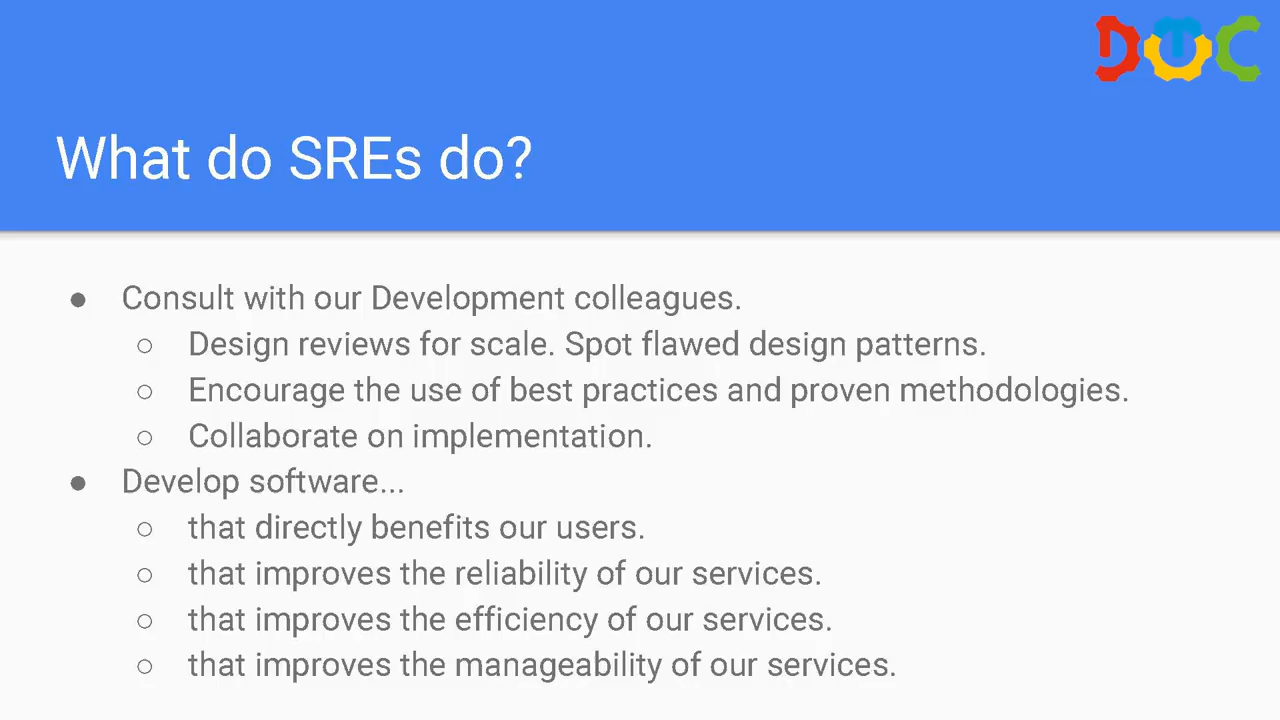 DTC
What do SREs do?
● Consult with our Development colleagues.
○ Design reviews for scale. Spot flawed design patterns.
○ Encourage the use of best practices and proven methodologies.
○ Collaborate on implementation.
● Develop software...
○ that directly benefits our users.
○ that improves the reliability of our services.
○ that improves the efficiency of our services.
○ that improves the manageability of our services.